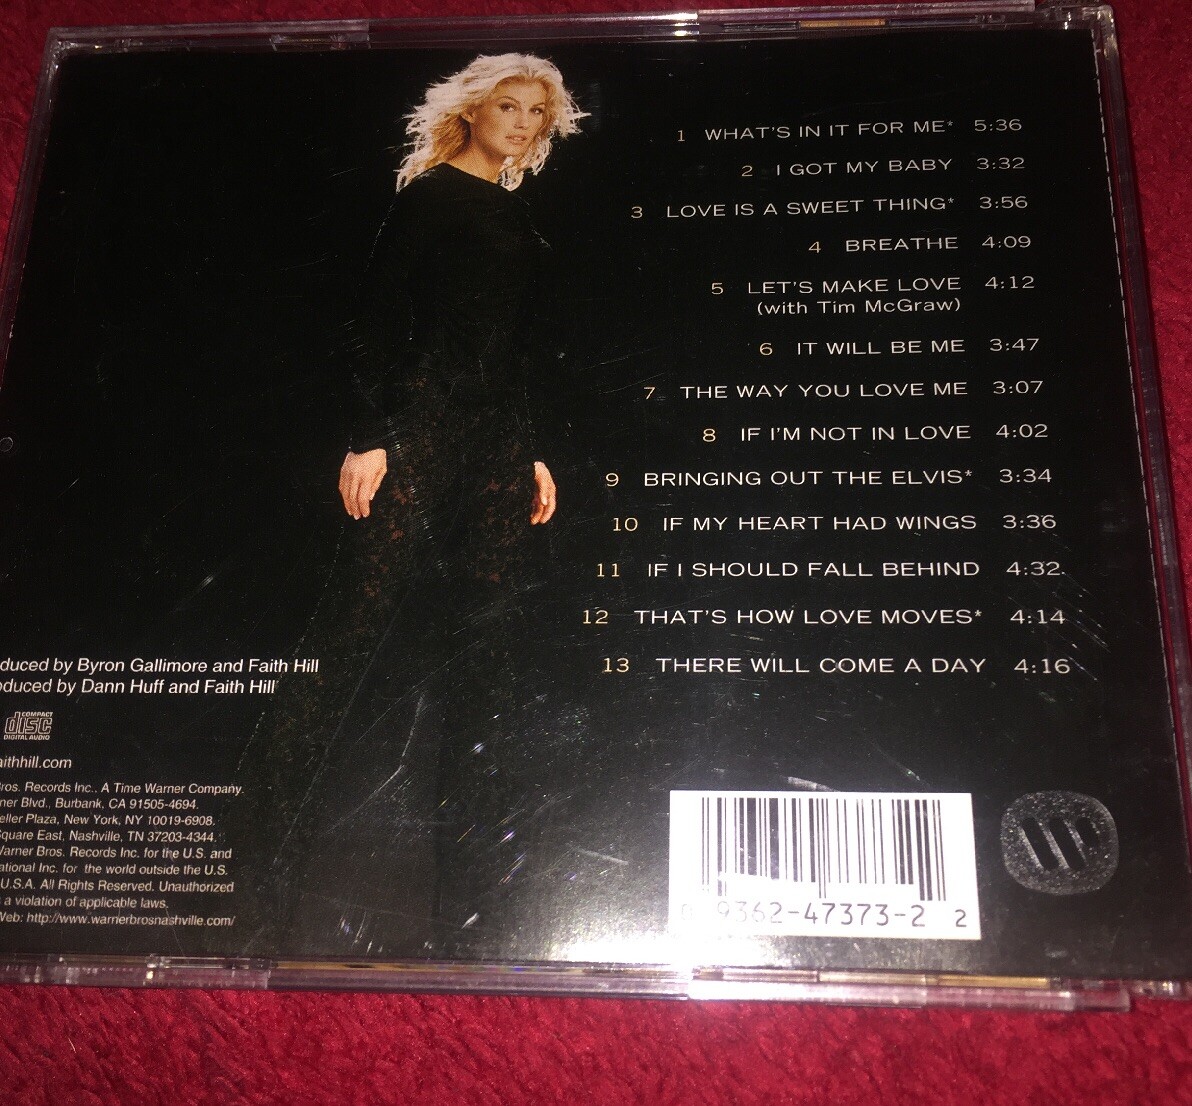 1 WHAT'S IN IT FOR ME* 5:36
2 I GOT MY BABY 3:32
3 LOVE IS A SWEET THING* 3:56
4 BREATHE 4:09
5 LET'S MAKE LOVE 4:12
(with Tim McGraw)
6 IT WILL BE ME 3:47
7 THE WAY YOU LOVE ME 3:07
8 IF I'M NOT IN LOVE 4:02
9 BRINGING OUT THE ELVIS* 3:34
10 IF MY HEART HAD WINGS 3:36
11 IF I SHOULD FALL BEHIND 4:32
12 THAT'S HOW LOVE MOVES* 4:14
13 THERE WILL COME A DAY 4:16
duced by Byron Gallimore and Faith Hill
oduced by Dann Huff and Faith Hill
COMPACT
disc
DIGITAL AUDIO
aithhill.com
Bros. Records Inc.. A Time Warner Company.
ner Blvd., Burbank, CA 91505-4694.
eller Plaza, New York, NY 10019-6908.
Square East, Nashville, TN 37203-4344.
Warner Bros. Records Inc. for the U.S. and
ational Inc. for the world outside the U.S.
U.S.A. All Rights Reserved. Unauthorized
a violation of applicable laws.
Web: http://www.warnerbrosnashville.com/
0 9362-47373-2 2